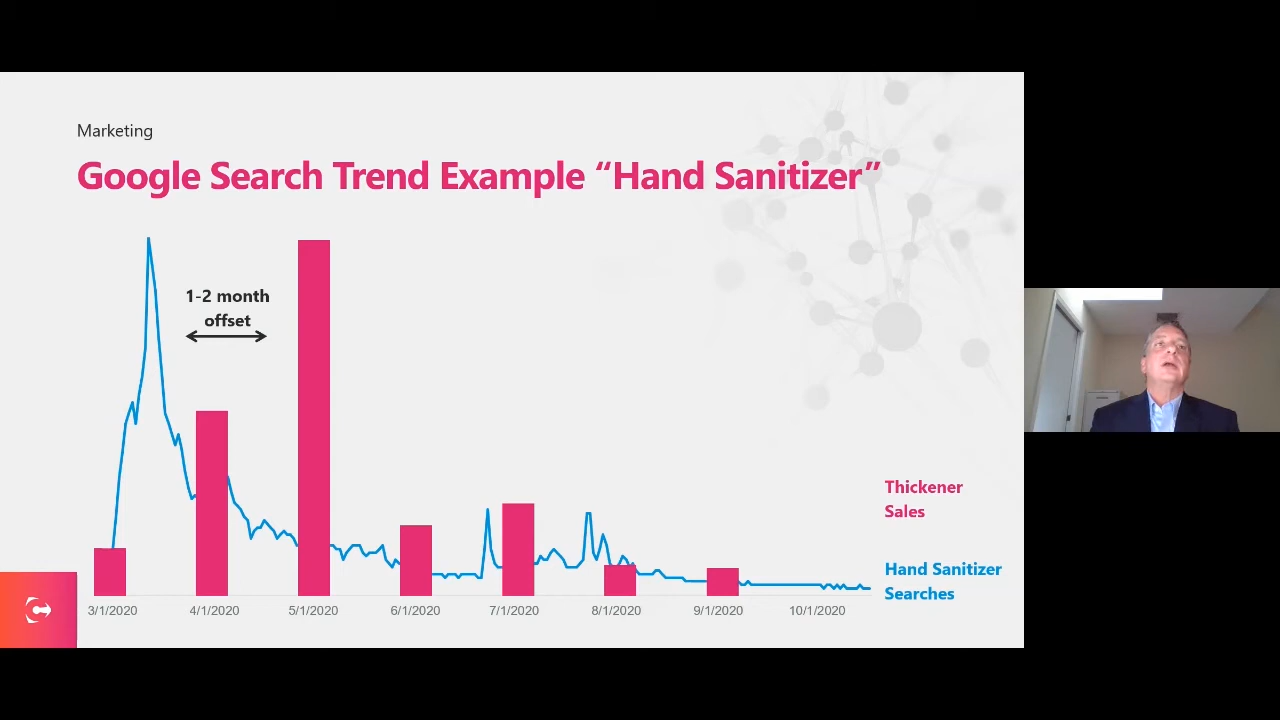 Marketing
Google Search Trend Example “Hand Sanitizer”
1-2 month
offset
Thickener
Sales
Hand Sanitizer
Searches
3/1/2020 4/1/2020 5/1/2020 6/1/2020 7/1/2020 8/1/2020 9/1/2020 10/1/2020